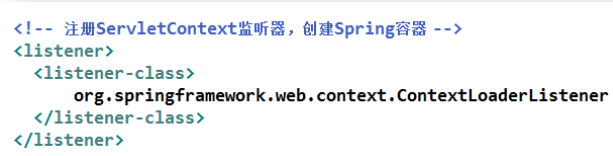 <!-- 注册ServletContext监听器，创建Spring容器 -->
<listener>
<listener-class>
org.springframework.web.context.ContextLoaderListener
</listener-class>
</listener>